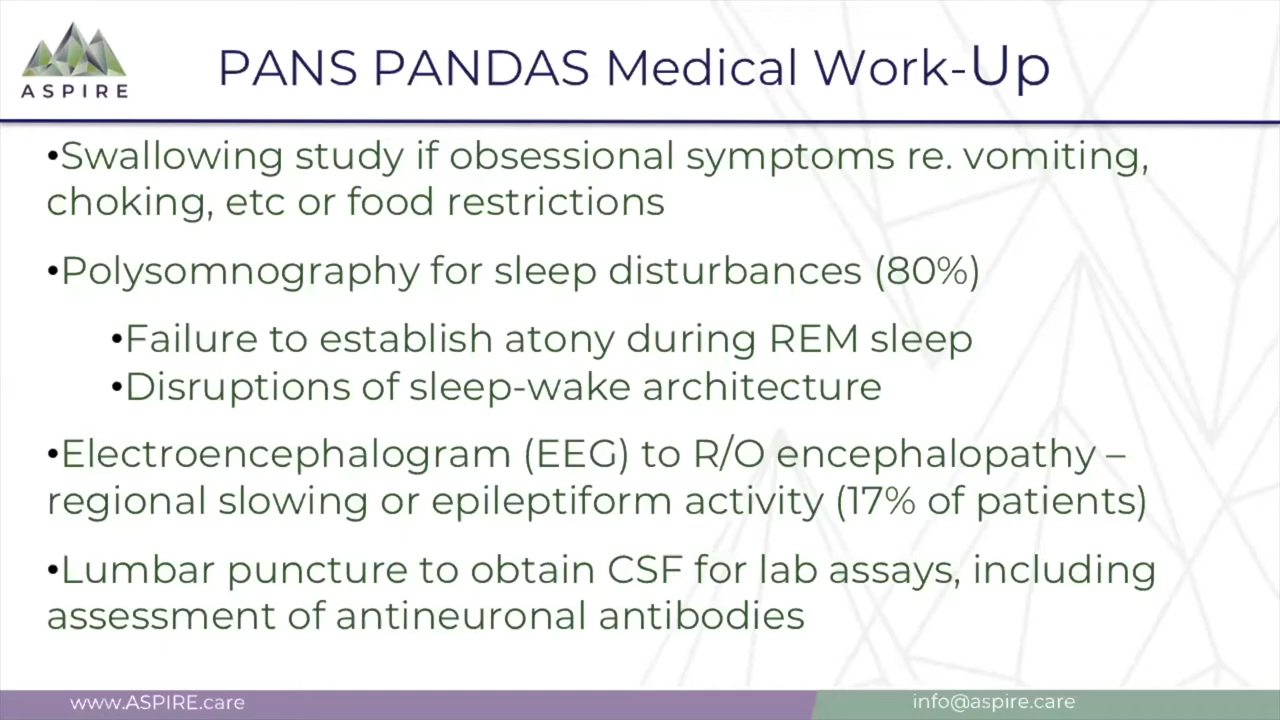 ASPIRE
PANS PANDAS Medical Work-Up
•Swallowing study if obsessional symptoms re. vomiting,
choking, etc or food restrictions
•Polysomnography for sleep disturbances (80%)
•Failure to establish atony during REM sleep
•Disruptions of sleep-wake architecture
•Electroencephalogram (EEG) to R/O encephalopathy –
regional slowing or epileptiform activity (17% of patients)
•Lumbar puncture to obtain CSF for lab assays, including
assessment of antineuronal antibodies
www.ASPIRE.care
info@aspire.care